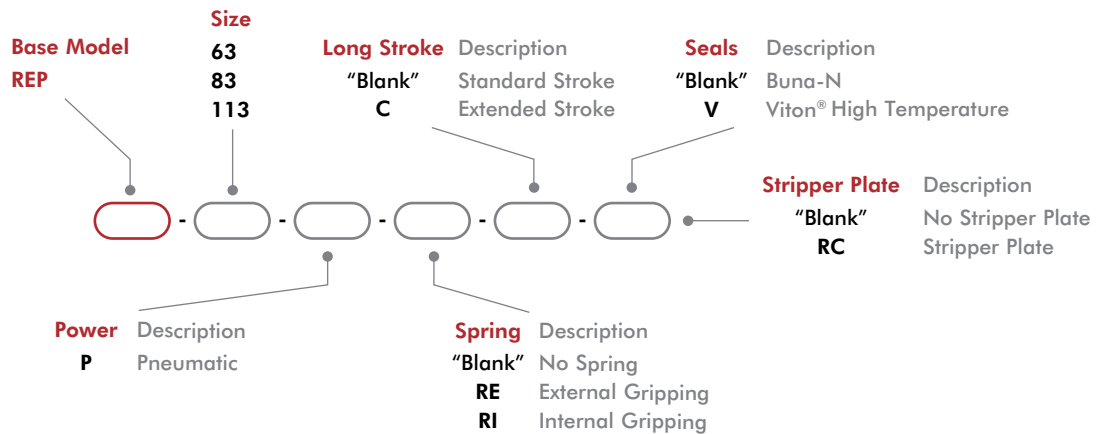 Size
Base Model
REP
63
83
113
Long Stroke Description
"Blank" Standard Stroke
C Extended Stroke
Seals Description
"Blank" Buna-N
V Viton® High Temperature
- - - - -
Stripper Plate Description
"Blank" No Stripper Plate
RC Stripper Plate
Power Description
P Pneumatic
Spring Description
"Blank" No Spring
RE External Gripping
RI Internal Gripping